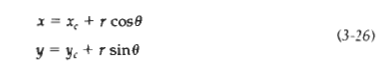 x = x_c + r cosθ
(3-26)
y = y_c + r sinθ